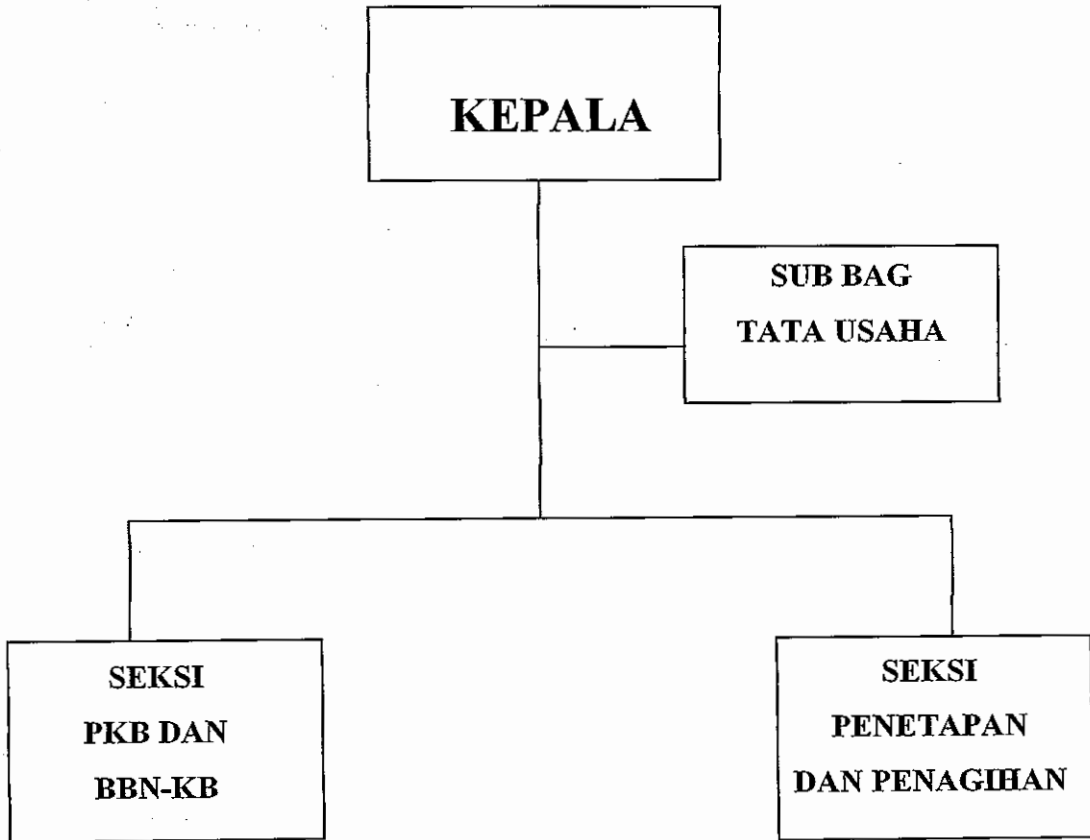 KEPALA
SUB BAG
TATA USAHA
SEKSI
PKB DAN
BBN-KB
SEKSI
PENETAPAN
DAN PENAGIHAN